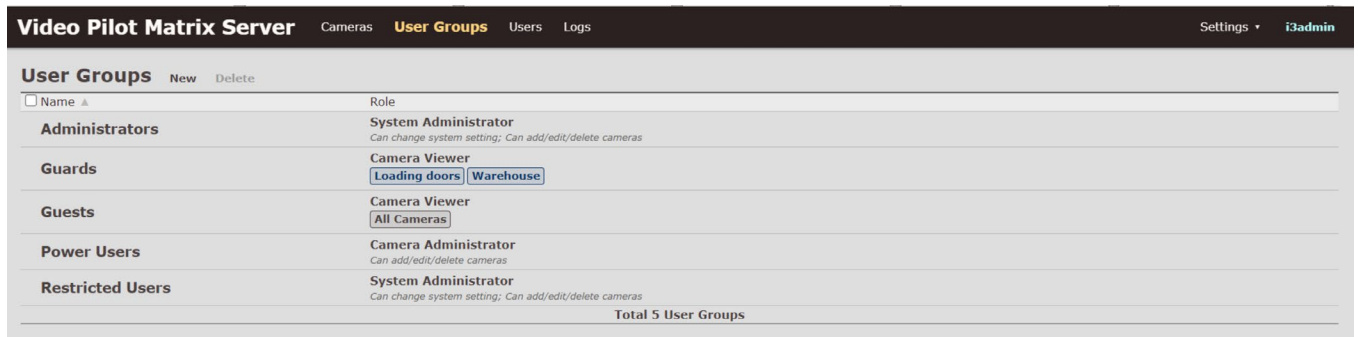 Video Pilot Matrix Server Cameras User Groups Users Logs Settings ▾ i3admin
User Groups New Delete
Name ▲ Role
Administrators System Administrator
Can change system setting; Can add/edit/delete cameras
Guards Camera Viewer
Loading doors Warehouse
Guests Camera Viewer
All Cameras
Power Users Camera Administrator
Can add/edit/delete cameras
Restricted Users System Administrator
Can change system setting; Can add/edit/delete cameras
Total 5 User Groups